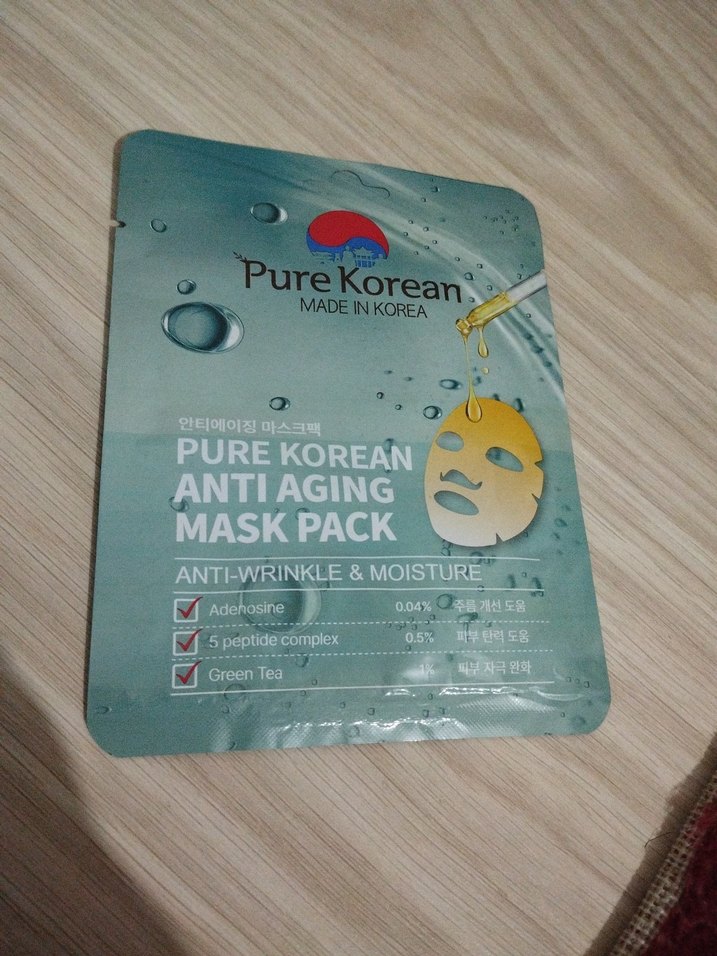 Pure Korean
MADE IN KOREA
안티에이징 마스크팩
PURE KOREAN
ANTI AGING
MASK PACK
ANTI-WRINKLE & MOISTURE
Adenosine 0.04% 주름 개선 도움
5 peptide complex 0.5% 피부 탄력 도움
Green Tea 1% 피부 자극 완화